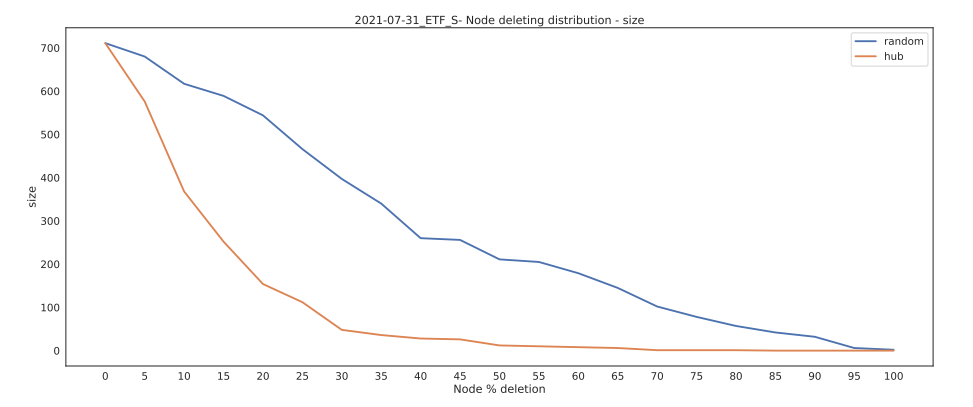 2021-07-31_ETF_S- Node deleting distribution - size
random
hub
700
600
500
400
300
200
100
0
size
0 5 10 15 20 25 30 35 40 45 50 55 60 65 70 75 80 85 90 95 100
Node % deletion